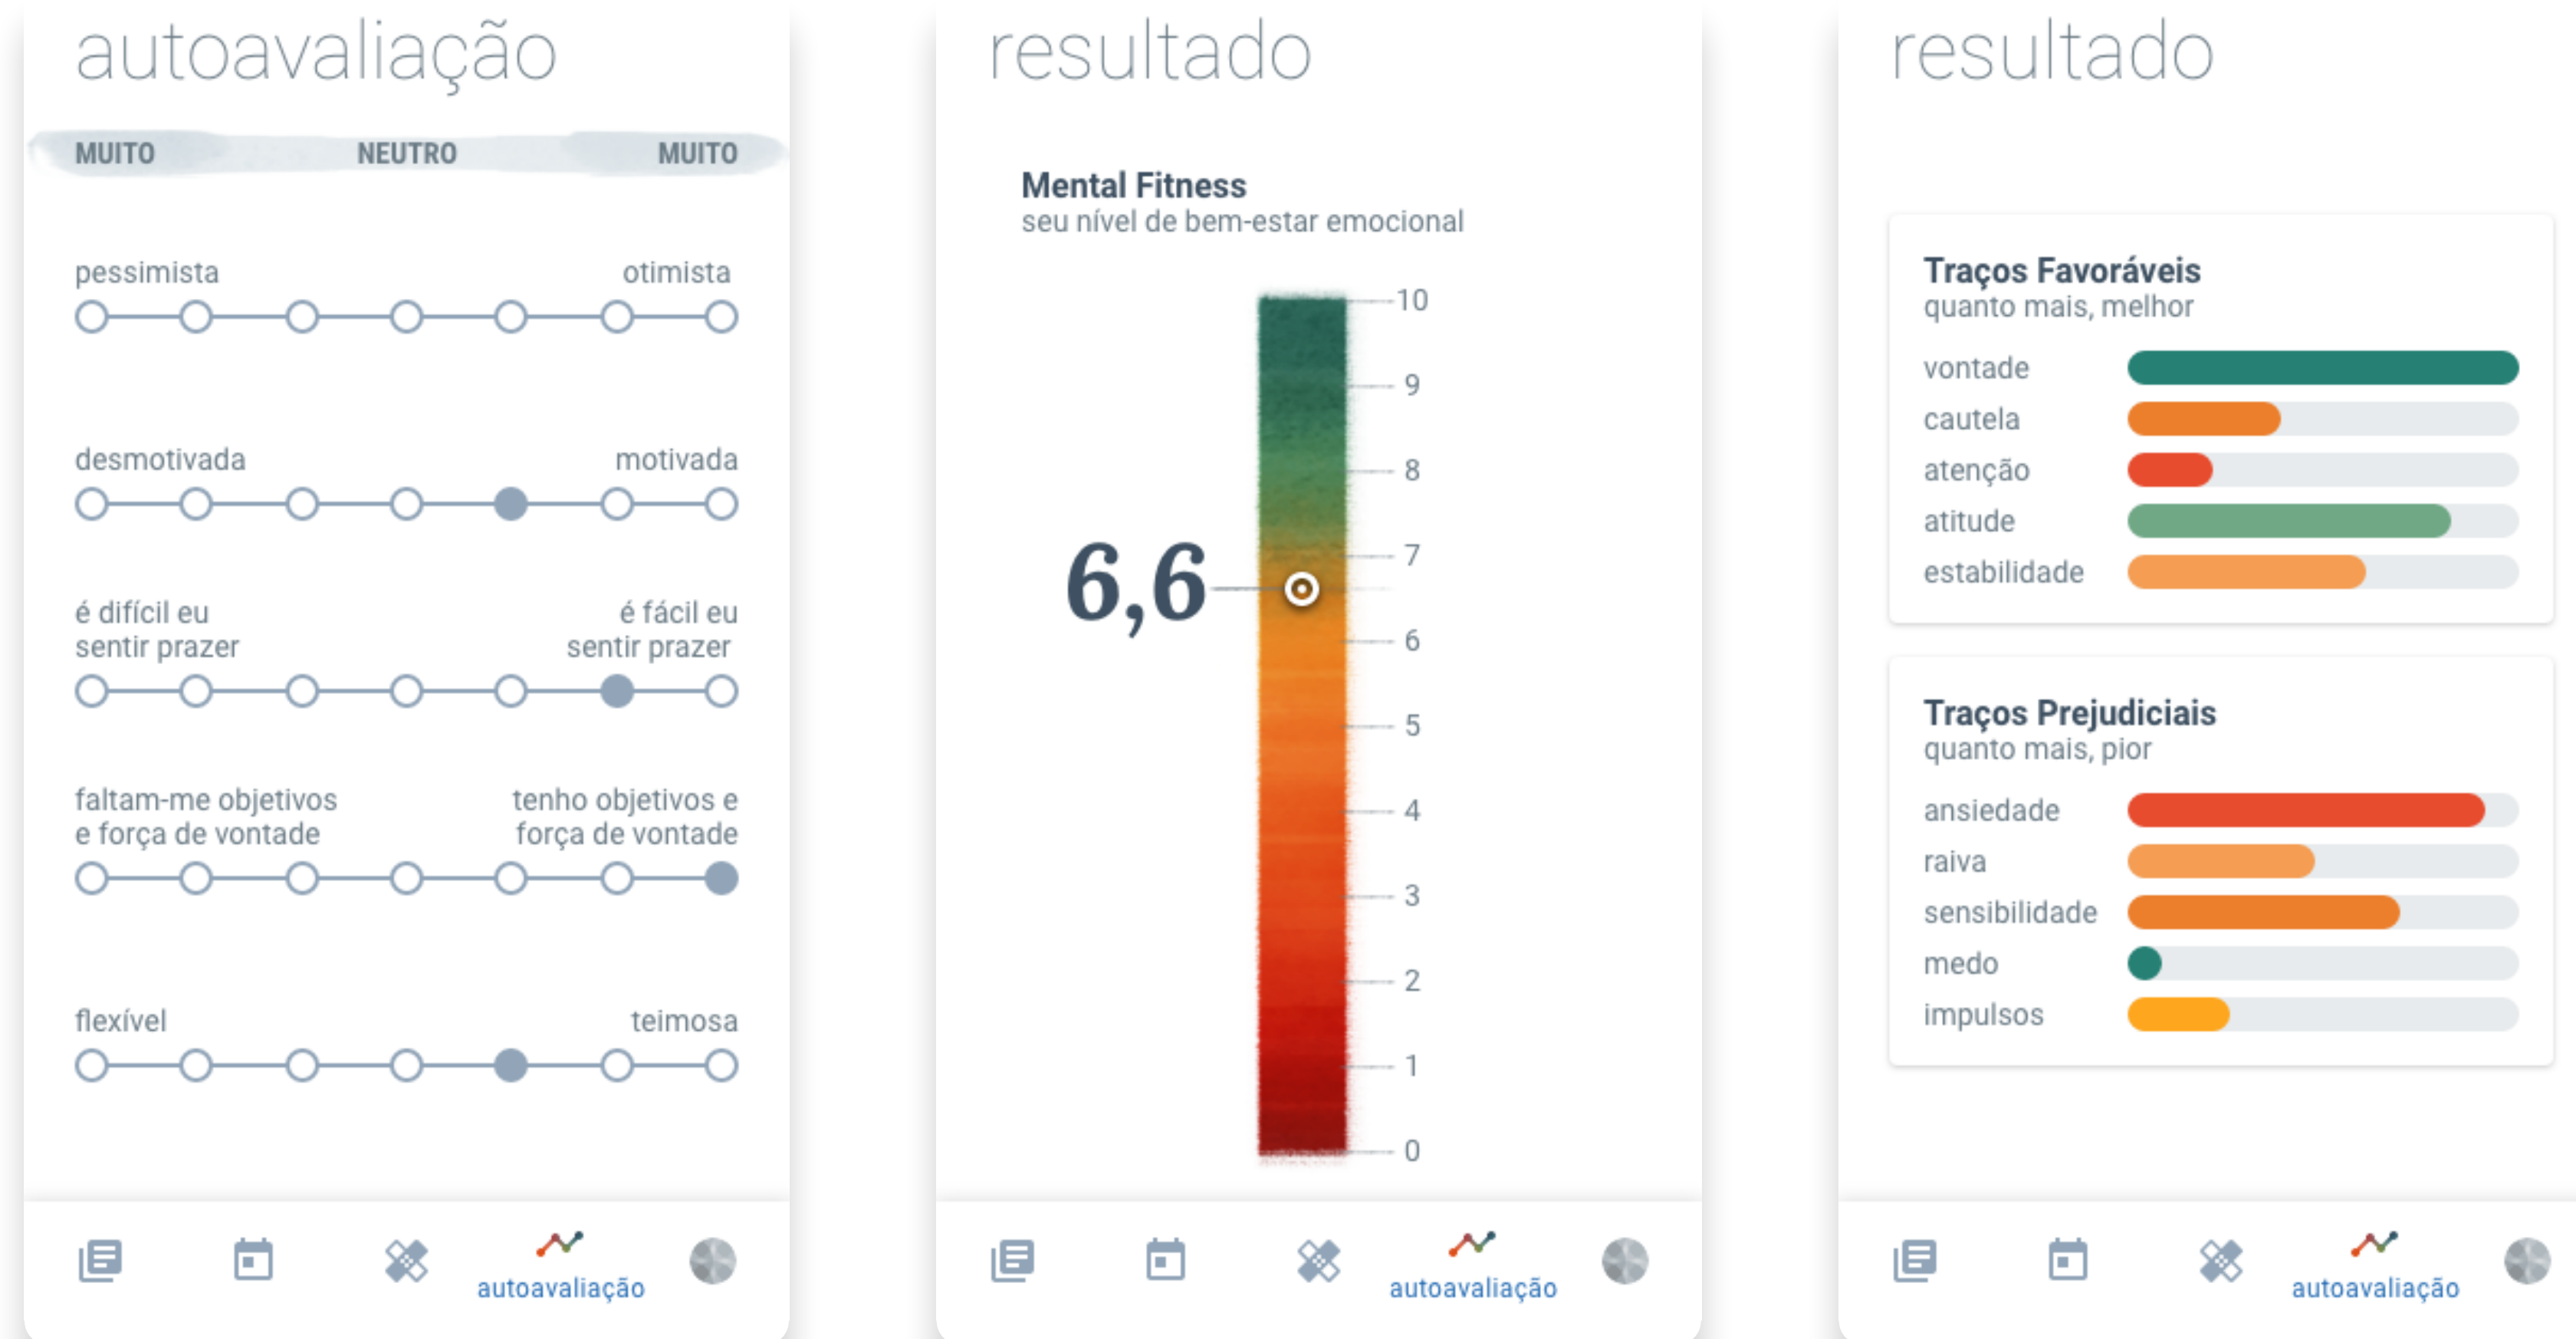 autoavaliação
MUITO NEUTRO MUITO
pessimista otimista
desmotivada motivada
é difícil eu é fácil eu
sentir prazer sentir prazer
faltam-me objetivos tenho objetivos e
e força de vontade força de vontade
flexível teimosa
autoavaliação
resultado
Mental Fitness
seu nível de bem-estar emocional
10
9
8
7
6,6
6
5
4
3
2
1
0
autoavaliação
resultado
Traços Favoráveis
quanto mais, melhor
vontade
cautela
atenção
atitude
estabilidade
Traços Prejudiciais
quanto mais, pior
ansiedade
raiva
sensibilidade
medo
impulsos
autoavaliação